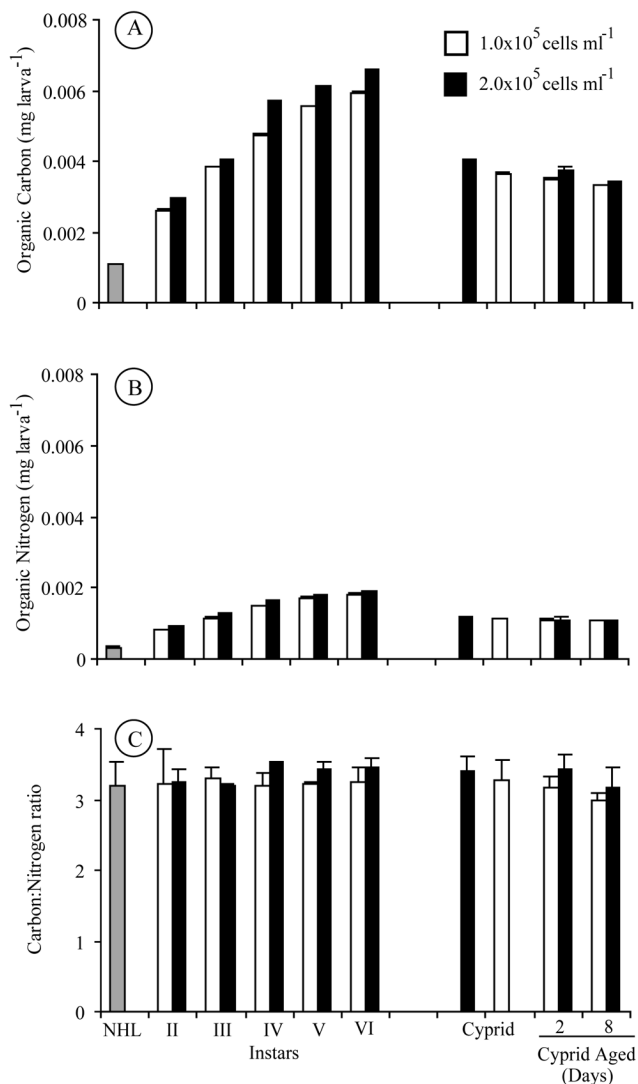 A
1.0x10⁵ cells ml⁻¹
2.0x10⁵ cells ml⁻¹
Organic Carbon (mg larva⁻¹)
0.008
0.006
0.004
0.002
0
B
Organic Nitrogen (mg larva⁻¹)
0.008
0.006
0.004
0.002
0
C
Carbon:Nitrogen ratio
4
3
2
1
0
NHL II III IV V VI Cyprid 2 8
Instars Cyprid Aged
(Days)